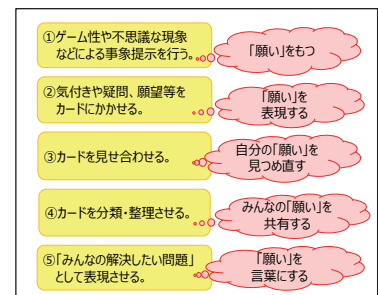 ①ゲーム性や不思議な現象
などによる事象提示を行う。
「願い」をもつ
②気付きや疑問、願望等を
カードにかかせる。
「願い」を
表現する
③カードを見せ合わせる。
自分の「願い」を
見つめ直す
④カードを分類・整理させる。
みんなの「願い」を
共有する
⑤「みんなの解決したい問題」
として表現させる。
「願い」を
言葉にする